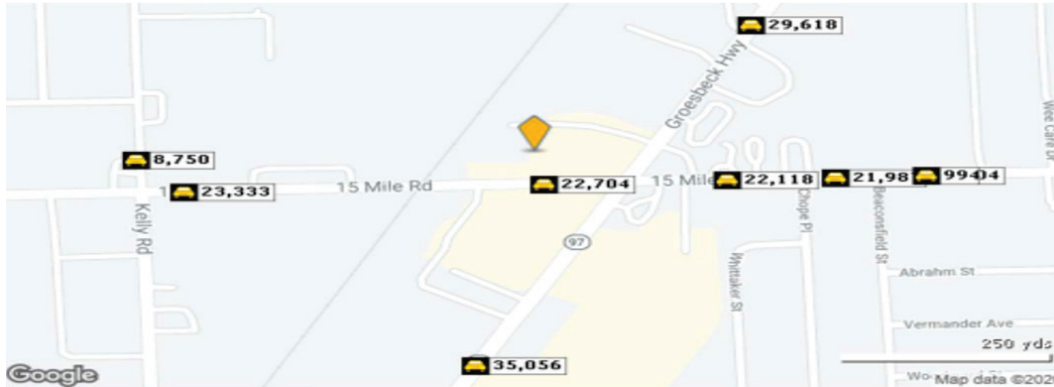 29,618
Groesbeck Hwy
8,750
23,333
15 Mile Rd
22,704
15 Mile
22,118
21,98
Kelly Rd
97
Chope Pl
Beaconsfield St
Whittaker St
Abrahm St
Vermander Ave
250 yds
35,056
Google
Map data ©202